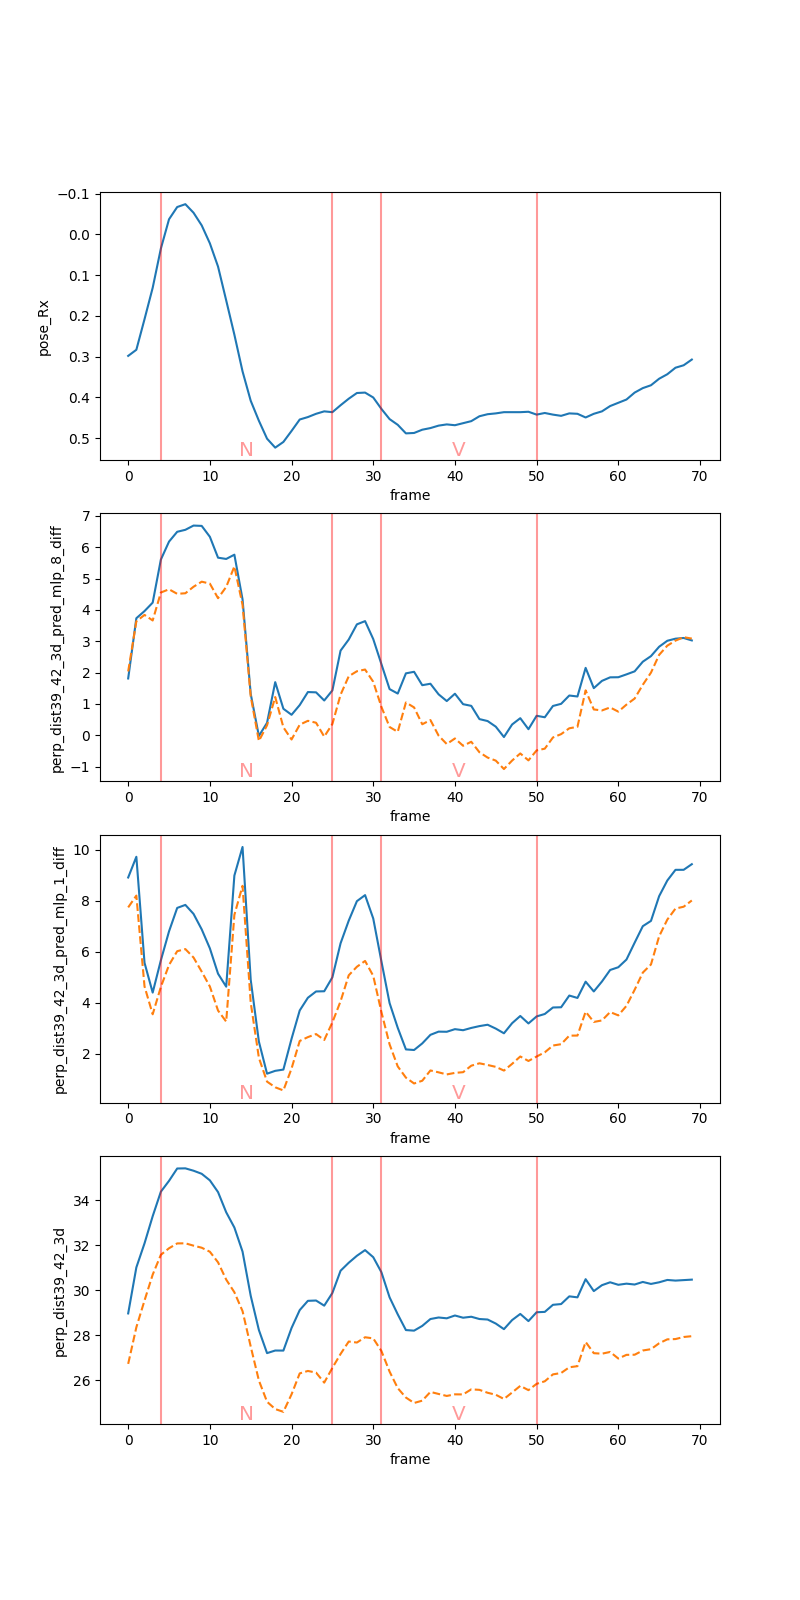 −0.1
0.0
0.1
0.2
0.3
0.4
0.5
pose_Rx
N V
0 10 20 30 40 50 60 70
frame
7
6
5
4
3
2
1
0
−1
perp_dist39_42_3d_pred_mlp_8_diff
N V
0 10 20 30 40 50 60 70
frame
10
8
6
4
2
perp_dist39_42_3d_pred_mlp_1_diff
N V
0 10 20 30 40 50 60 70
frame
34
32
30
28
26
perp_dist39_42_3d
N V
0 10 20 30 40 50 60 70
frame